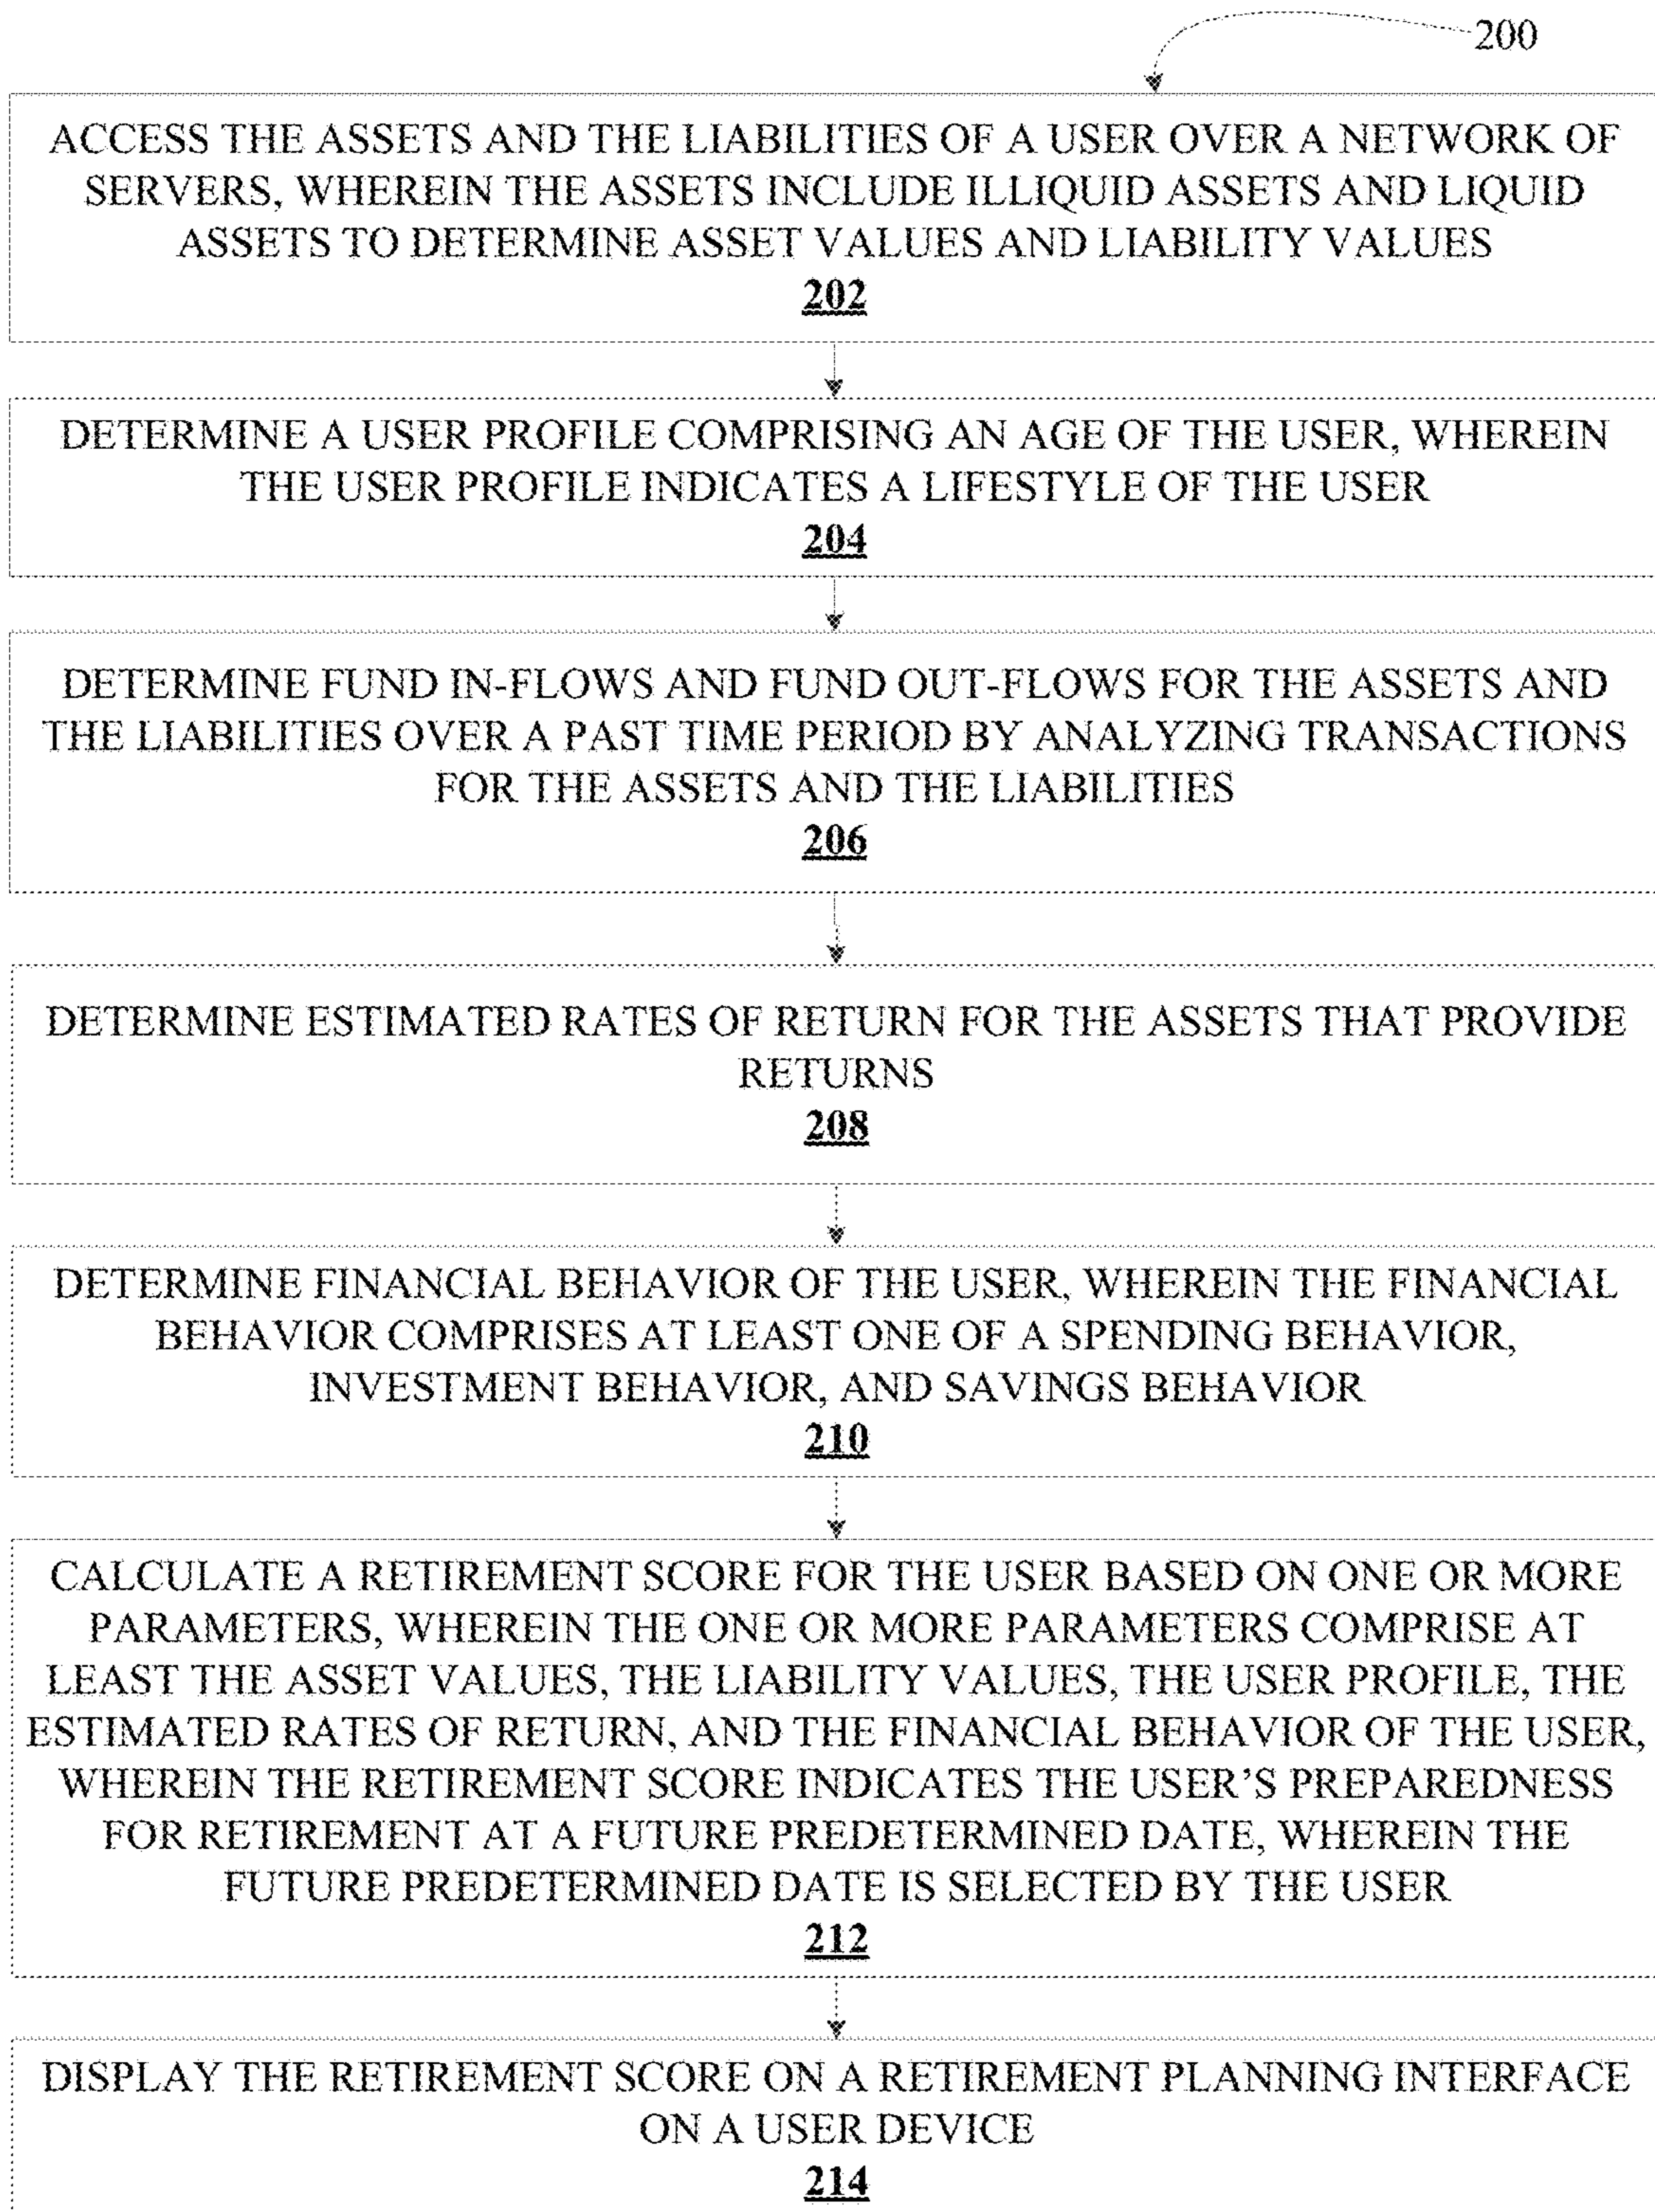 200
ACCESS THE ASSETS AND THE LIABILITIES OF A USER OVER A NETWORK OF
SERVERS, WHEREIN THE ASSETS INCLUDE ILLIQUID ASSETS AND LIQUID
ASSETS TO DETERMINE ASSET VALUES AND LIABILITY VALUES
202
DETERMINE A USER PROFILE COMPRISING AN AGE OF THE USER, WHEREIN
THE USER PROFILE INDICATES A LIFESTYLE OF THE USER
204
DETERMINE FUND IN-FLOWS AND FUND OUT-FLOWS FOR THE ASSETS AND
THE LIABILITIES OVER A PAST TIME PERIOD BY ANALYZING TRANSACTIONS
FOR THE ASSETS AND THE LIABILITIES
206
DETERMINE ESTIMATED RATES OF RETURN FOR THE ASSETS THAT PROVIDE
RETURNS
208
DETERMINE FINANCIAL BEHAVIOR OF THE USER, WHEREIN THE FINANCIAL
BEHAVIOR COMPRISES AT LEAST ONE OF A SPENDING BEHAVIOR,
INVESTMENT BEHAVIOR, AND SAVINGS BEHAVIOR
210
CALCULATE A RETIREMENT SCORE FOR THE USER BASED ON ONE OR MORE
PARAMETERS, WHEREIN THE ONE OR MORE PARAMETERS COMPRISE AT
LEAST THE ASSET VALUES, THE LIABILITY VALUES, THE USER PROFILE, THE
ESTIMATED RATES OF RETURN, AND THE FINANCIAL BEHAVIOR OF THE USER,
WHEREIN THE RETIREMENT SCORE INDICATES THE USER’S PREPAREDNESS
FOR RETIREMENT AT A FUTURE PREDETERMINED DATE, WHEREIN THE
FUTURE PREDETERMINED DATE IS SELECTED BY THE USER
212
DISPLAY THE RETIREMENT SCORE ON A RETIREMENT PLANNING INTERFACE
ON A USER DEVICE
214